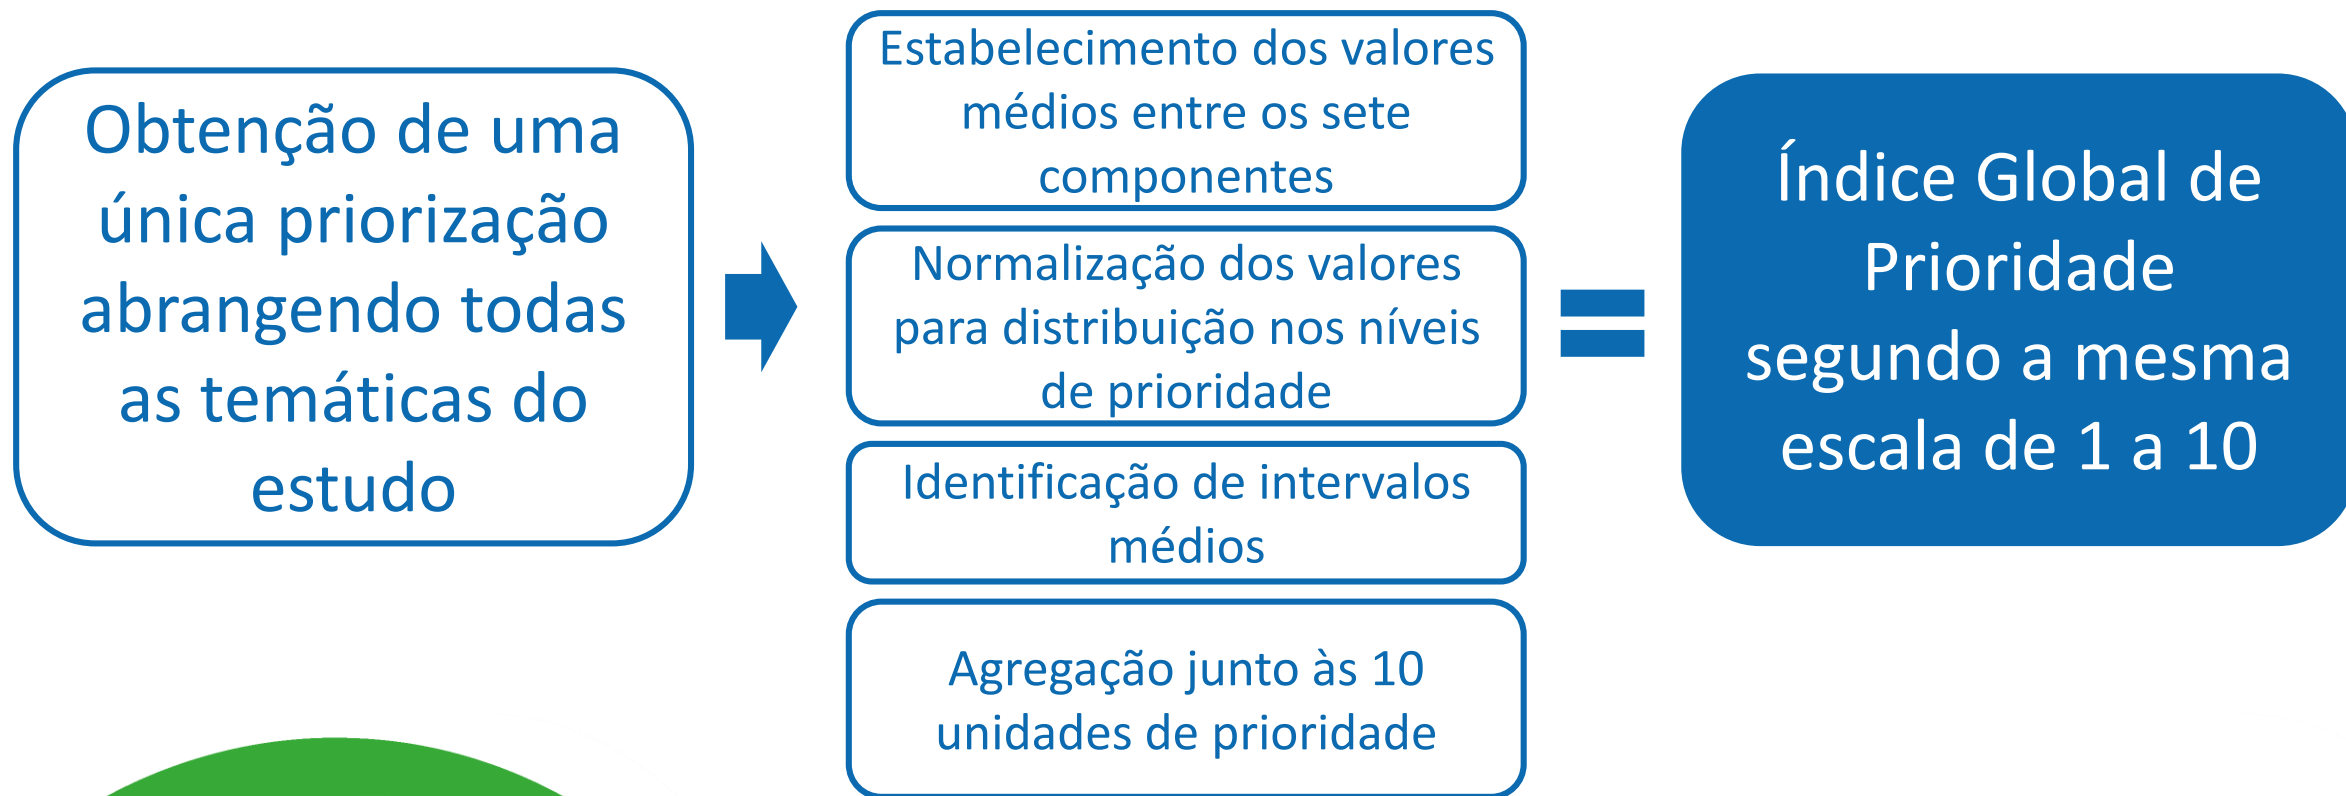 Obtenção de uma
única priorização
abrangendo todas
as temáticas do
estudo
Estabelecimento dos valores
médios entre os sete
componentes
Normalização dos valores
para distribuição nos níveis
de prioridade
Identificação de intervalos
médios
Agregação junto às 10
unidades de prioridade
Índice Global de
Prioridade
segundo a mesma
escala de 1 a 10